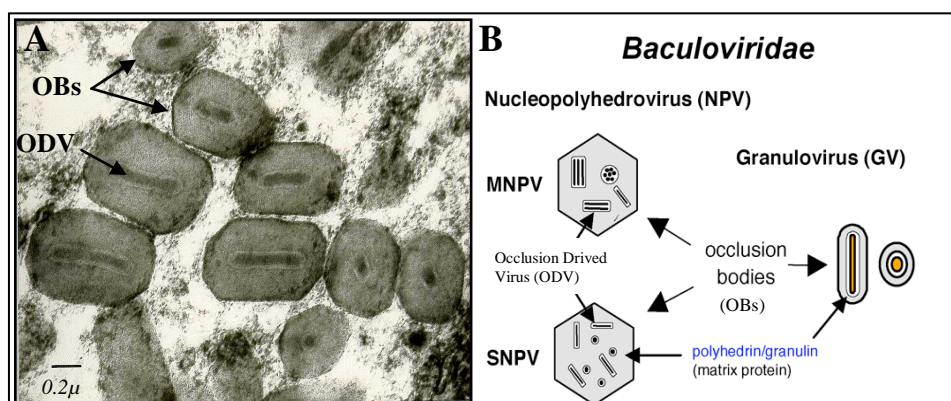 A
OBs
ODV
0.2µ
B
Baculoviridae
Nucleopolyhedrovirus (NPV)
Granulovirus (GV)
MNPV
Occlusion Drived
Virus (ODV)
occlusion
bodies
(OBs)
SNPV
polyhedrin/granulin
(matrix protein)